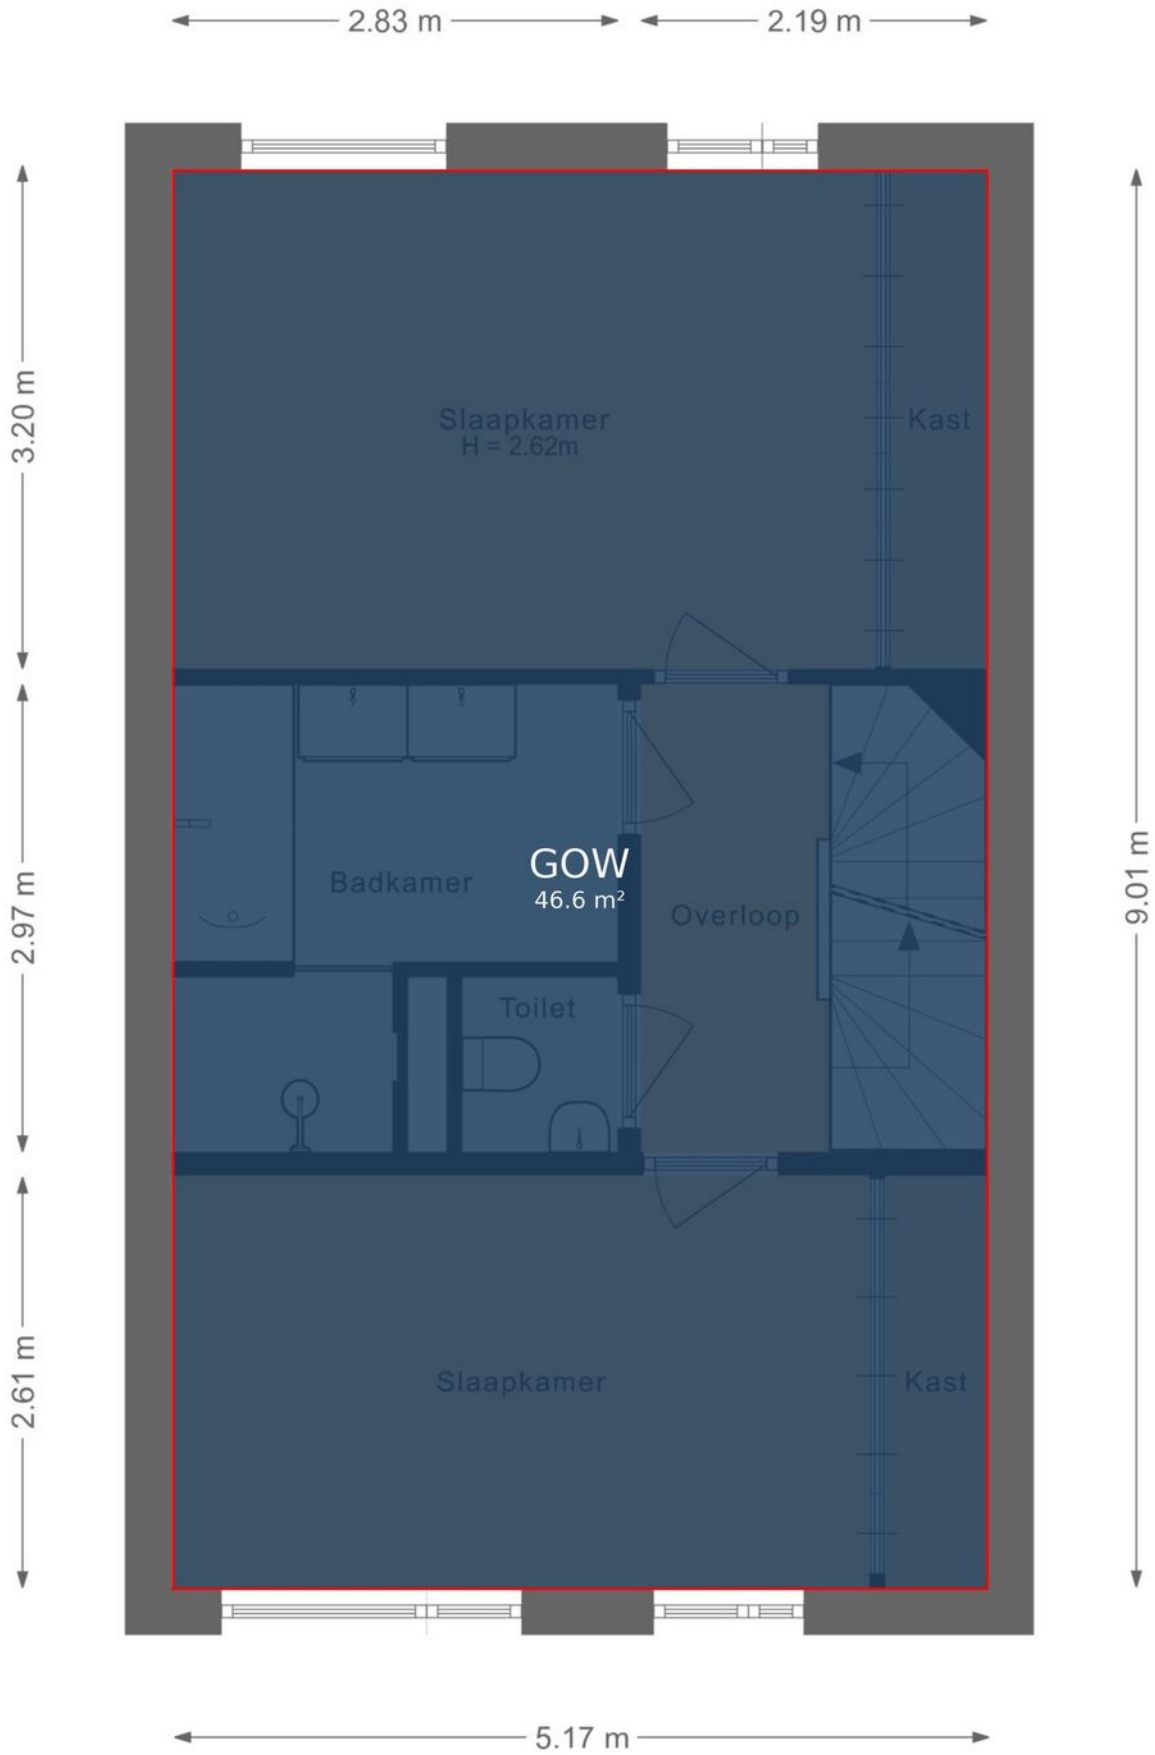 2.83 m
2.19 m
3.20 m
Slaapkamer
H = 2.62m
Kast
2.97 m
Badkamer
GOW
46.6 m²
Overloop
9.01 m
Toilet
2.61 m
Slaapkamer
Kast
5.17 m